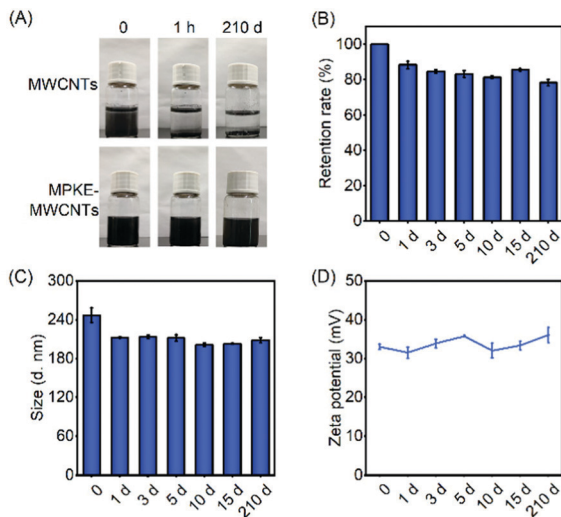 (A)
0 1 h 210 d
MWCNTs
MPKE-
MWCNTs
(B)
Retention rate (%)
100
80
60
40
20
0
0 1 d 3 d 5 d 10 d 15 d 210 d
(C)
Size (d. nm)
300
240
180
120
60
0
0 1 d 3 d 5 d 10 d 15 d 210 d
(D)
Zeta potential (mV)
50
40
30
20
10
0
0 1 d 3 d 5 d 10 d 15 d 210 d